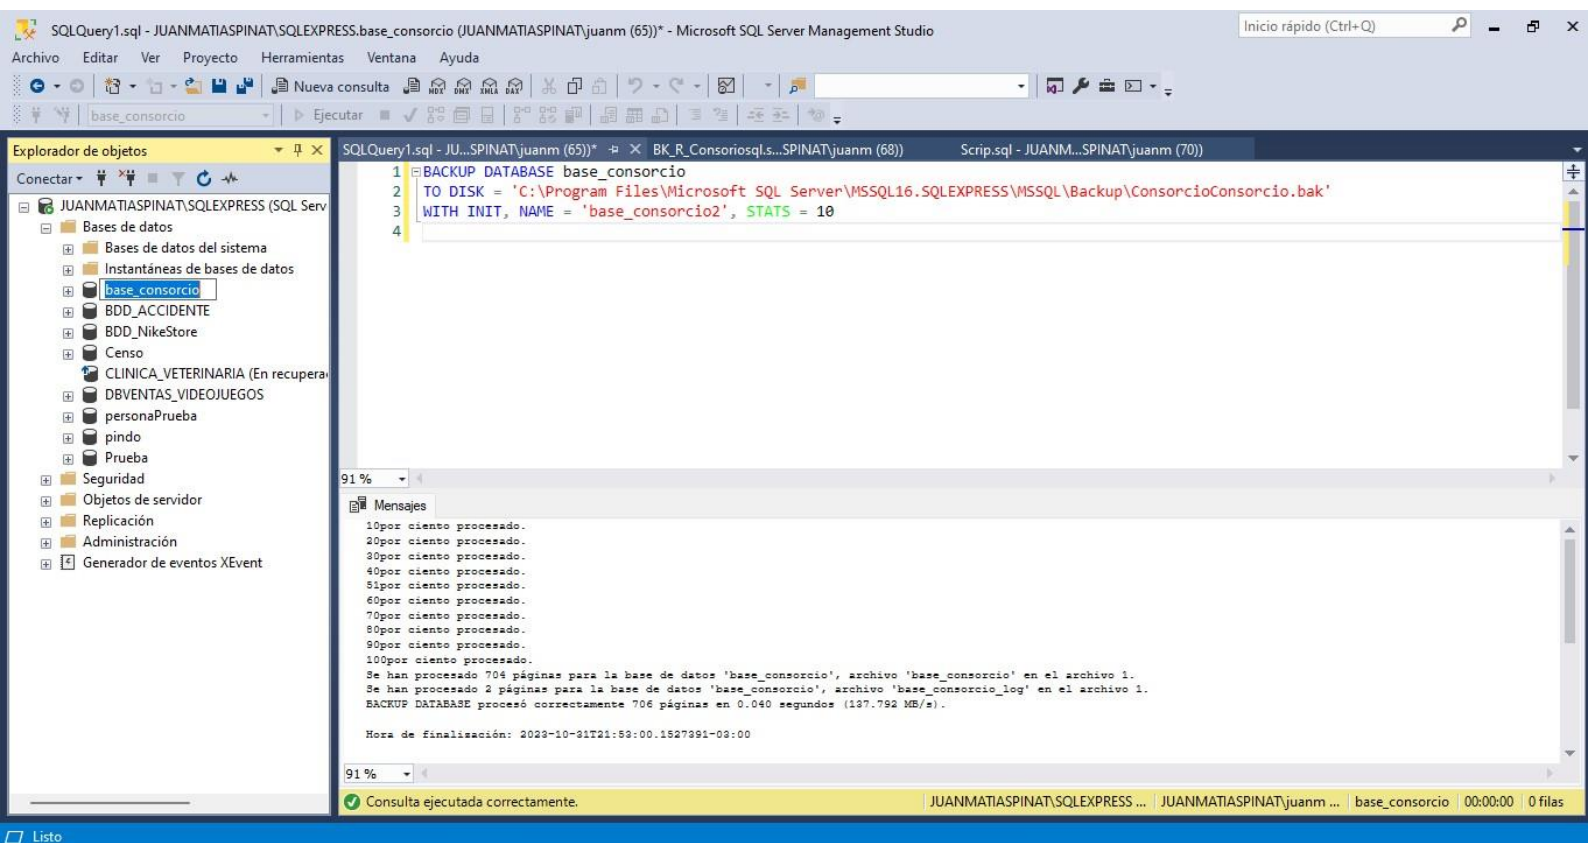 SQLQuery1.sql - JUANMATIASPINAT\SQLEXPRESS.base_consorcio (JUANMATIASPINAT\juanm (65))* - Microsoft SQL Server Management Studio
Inicio rápido (Ctrl+Q)
Archivo Editar Ver Proyecto Herramientas Ventana Ayuda
Nueva consulta MDX DMX XMLA DAX
base_consorcio Ejecutar
Explorador de objetos
SQLQuery1.sql - JU...SPINAT\juanm (65))* BK_R_Consoriosql.s...SPINAT\juanm (68)) Scrip.sql - JUANM...SPINAT\juanm (70))
Conectar
JUANMATIASPINAT\SQLEXPRESS (SQL Serv
Bases de datos
Bases de datos del sistema
Instantáneas de bases de datos
base_consorcio
BDD_ACCIDENTE
BDD_NikeStore
Censo
CLINICA_VETERINARIA (En recupera
DBVENTAS_VIDEOJUEGOS
personaPrueba
pindo
Prueba
Seguridad
Objetos de servidor
Replicación
Administración
Generador de eventos XEvent
1 BACKUP DATABASE base_consorcio
2 TO DISK = 'C:\Program Files\Microsoft SQL Server\MSSQL16.SQLEXPRESS\MSSQL\Backup\ConsorcioConsorcio.bak'
3 WITH INIT, NAME = 'base_consorcio2', STATS = 10
4
91 %
Mensajes
10por ciento procesado.
20por ciento procesado.
30por ciento procesado.
40por ciento procesado.
51por ciento procesado.
60por ciento procesado.
70por ciento procesado.
80por ciento procesado.
90por ciento procesado.
100por ciento procesado.
Se han procesado 704 páginas para la base de datos 'base_consorcio', archivo 'base_consorcio' en el archivo 1.
Se han procesado 2 páginas para la base de datos 'base_consorcio', archivo 'base_consorcio_log' en el archivo 1.
BACKUP DATABASE procesó correctamente 706 páginas en 0.040 segundos (137.792 MB/s).
Hora de finalización: 2023-10-31T21:53:00.1527391-03:00
91 %
Consulta ejecutada correctamente.
JUANMATIASPINAT\SQLEXPRESS ... JUANMATIASPINAT\juanm ... base_consorcio 00:00:00 0 filas
Listo